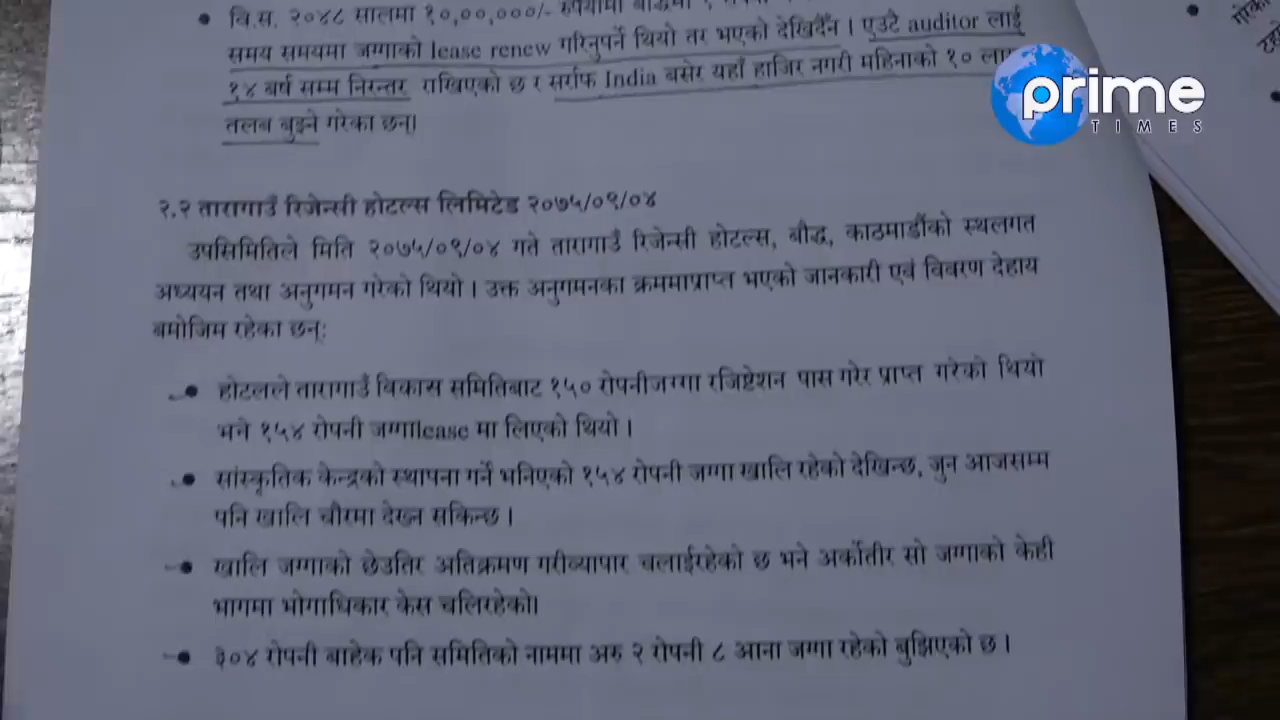 वि.स. २०४८ सालमा १०,००,०००/- रुपैयामा
समय समयमा जग्गाको lease renew गरिनुपर्ने थियो तर भएको देखिदैँन । एउटै auditor लाई
१४ बर्ष सम्म निरन्तर राखिएको छ र सर्राफ India बसेर यहाँ हाजिर नगरी महिनाको १० लाख
तलब बुझ्ने गरेका छन्।
prime
TIMES
२.२ तारागाउँ रिजेन्सी होटल्स लिमिटेड २०७५/०९/०४
उपसिमितिले मिति २०७५/०९/०४ गते तारागाउँ रिजेन्सी होटल्स, बौद्ध, काठमाडौंको स्थलगत
अध्ययन तथा अनुगमन गरेको थियो । उक्त अनुगमनका क्रममाप्राप्त भएको जानकारी एवं विबरण देहाय
बमोजिम रहेका छन्:
• होटलले तारागाउँ विकास समितिबाट १५० रोपनीजग्गा रजिष्टेशन पास गरेर प्राप्त गरेको थियो
भने १५४ रोपनी जग्गाlease मा लिएको थियो ।
• सांस्कृतिक केन्द्रको स्थापना गर्ने भनिएको १५४ रोपनी जग्गा खालि रहेको देखिन्छ, जुन आजसम्म
पनि खालि चौरमा देख्न सकिन्छ ।
• खालि जग्गाको छेउतिर अतिक्रमण गरीव्यापार चलाईरहेको छ भने अर्कोतीर सो जग्गाको केही
भागमा भोगाधिकार केस चलिरहेको।
• ३०४ रोपनी बाहेक पनि समितिको नाममा अरु २ रोपनी ८ आना जग्गा रहेको बुझिएको छ ।